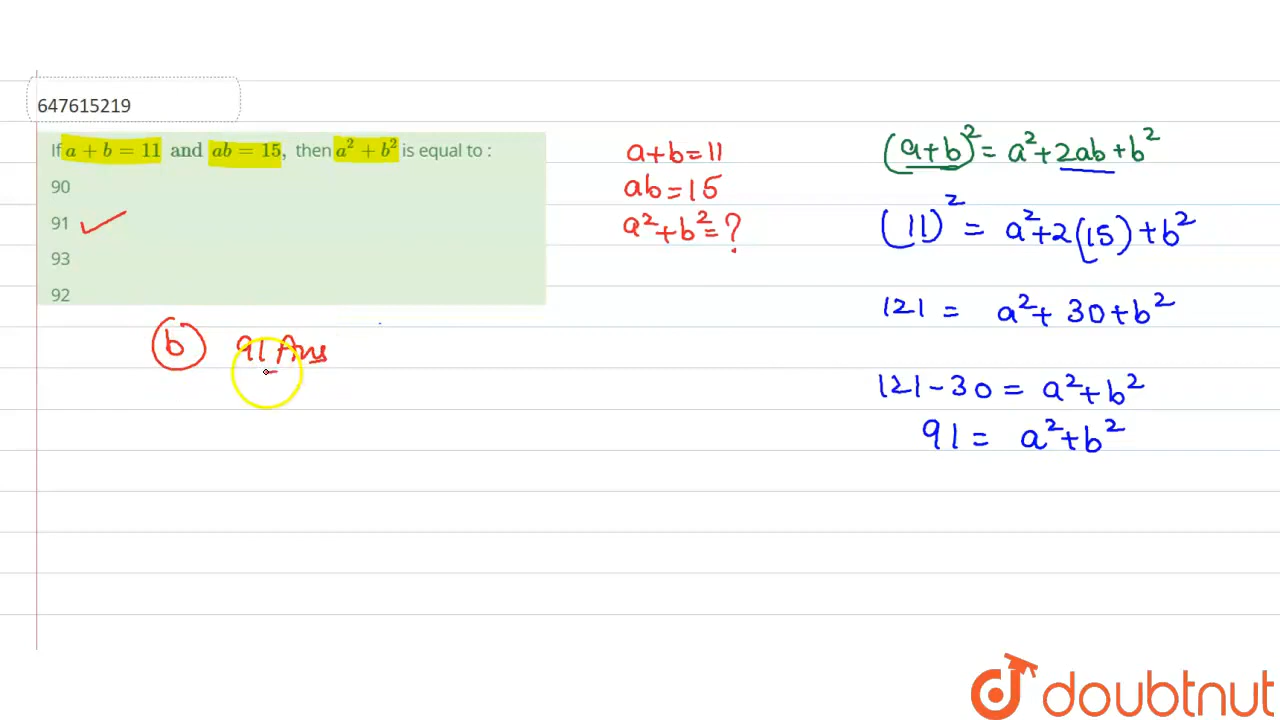 647615219
If a + b = 11 and ab = 15, then a² + b² is equal to :
90
91
93
92
(b) 91 Ans
a+b=11
ab=15
a²+b²=?
(a+b)² = a²+2ab+b²
(11)² = a²+2(15)+b²
121 = a²+30+b²
121-30 = a²+b²
91 = a²+b²
doubtnut